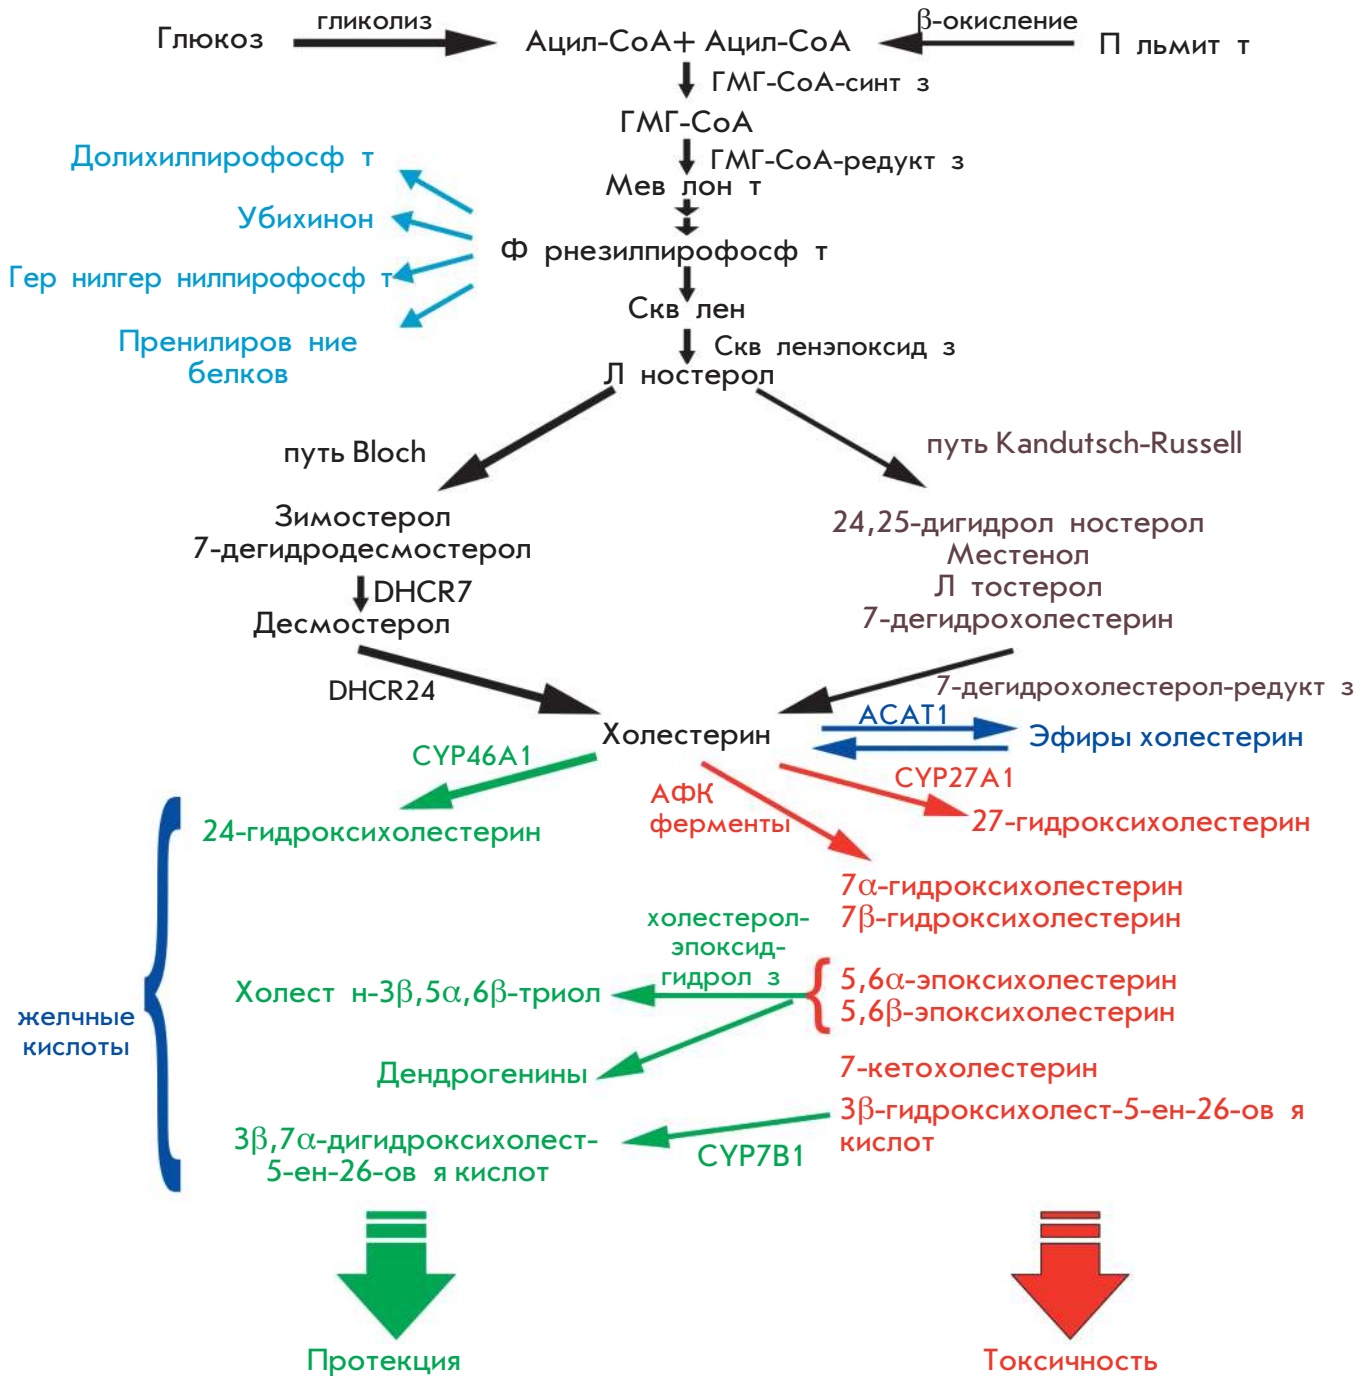 Глюкоз
гликолиз
Ацил-СоА+ Ацил-СоА
β-окисление
П льмит т
ГМГ-СоА-синт з
ГМГ-СоА
ГМГ-СоА-редукт з
Мев лон т
Долихилпирофосф т
Убихинон
Гер нилгер нилпирофосф т
Пренилиров ние
белков
Ф рнезилпирофосф т
Скв лен
Скв ленэпоксид з
Л ностерол
путь Bloch
путь Kandutsch-Russell
Зимостерол
7-дегидродесмостерол
DHCR7
Десмостерол
DHCR24
24,25-дигидрол ностерол
Местенол
Л тостерол
7-дегидрохолестерин
7-дегидрохолестерол-редукт з
Холестерин
ACAT1
Эфиры холестерин
CYP46A1
24-гидроксихолестерин
АФК
ферменты
CYP27A1
27-гидроксихолестерин
7α-гидроксихолестерин
7β-гидроксихолестерин
холестерол-
эпоксид-
гидрол з
Холест н-3β,5α,6β-триол
5,6α-эпоксихолестерин
5,6β-эпоксихолестерин
желчные
кислоты
Дендрогенины
7-кетохолестерин
3β-гидроксихолест-5-ен-26-ов я
кислот
CYP7B1
3β,7α-дигидроксихолест-
5-ен-26-ов я кислот
Протекция
Токсичность